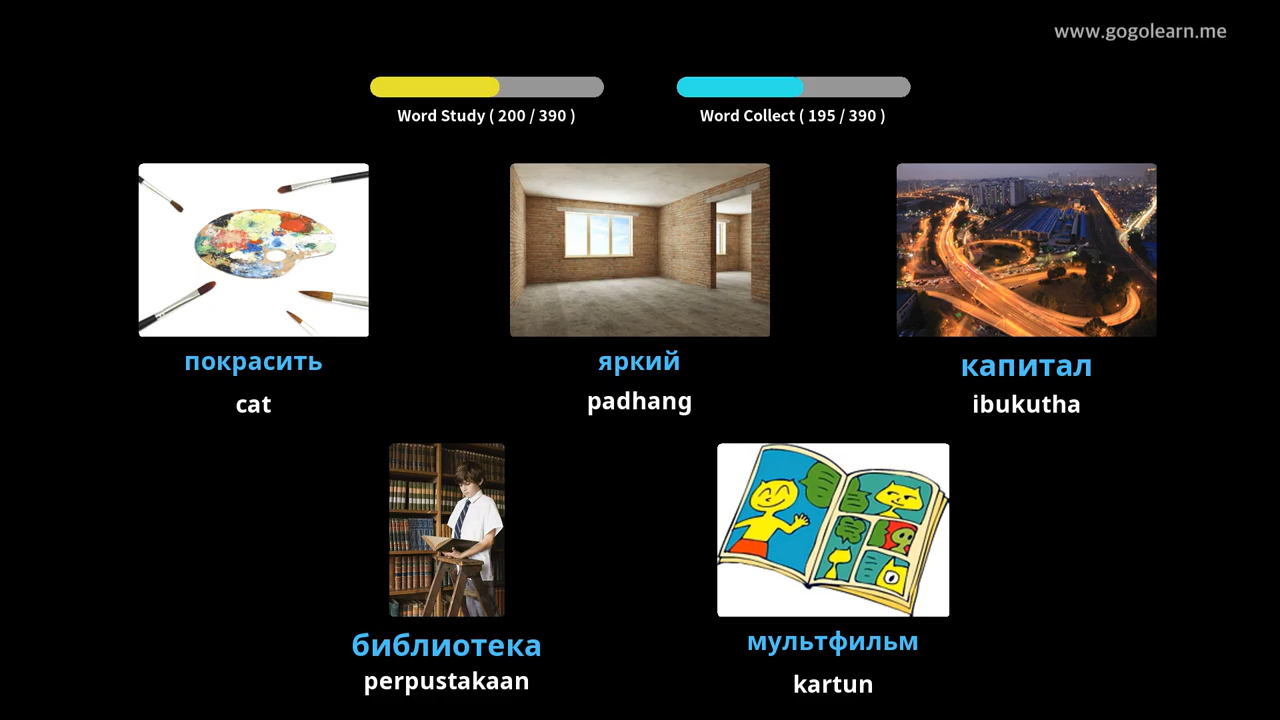 www.gogolearn.me
Word Study ( 200 / 390 )
Word Collect ( 195 / 390 )
покрасить
cat
яркий
padhang
капитал
ibukutha
библиотека
perpustakaan
мультфильм
kartun